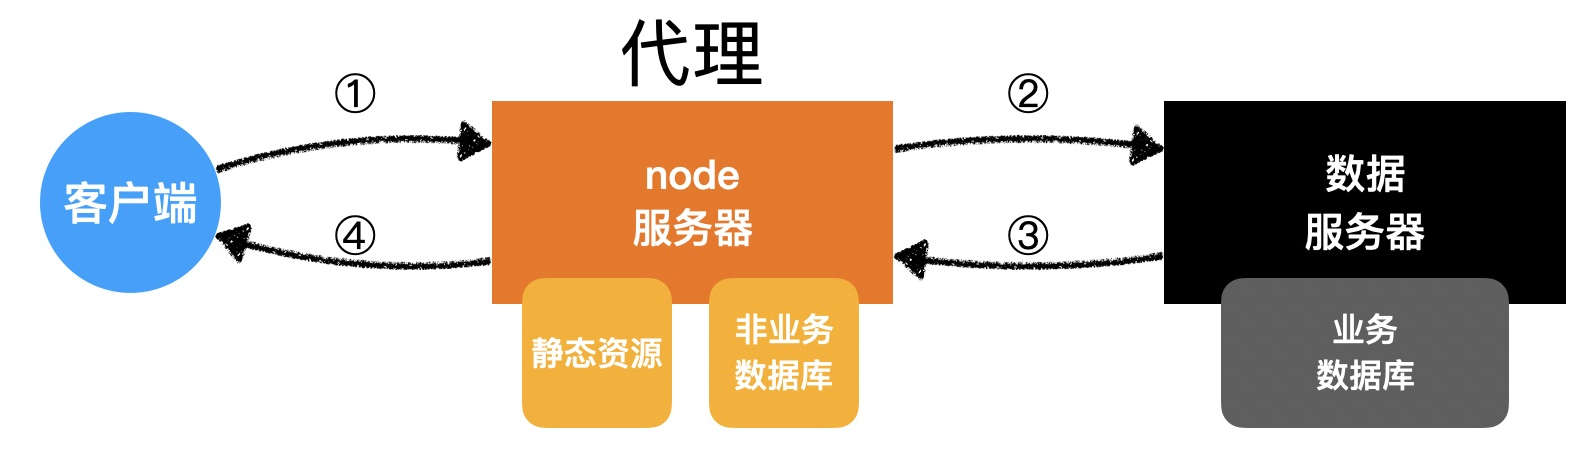 代理
①
②
客户端
node
服务器
数据
服务器
④
③
静态资源
非业务
数据库
业务
数据库